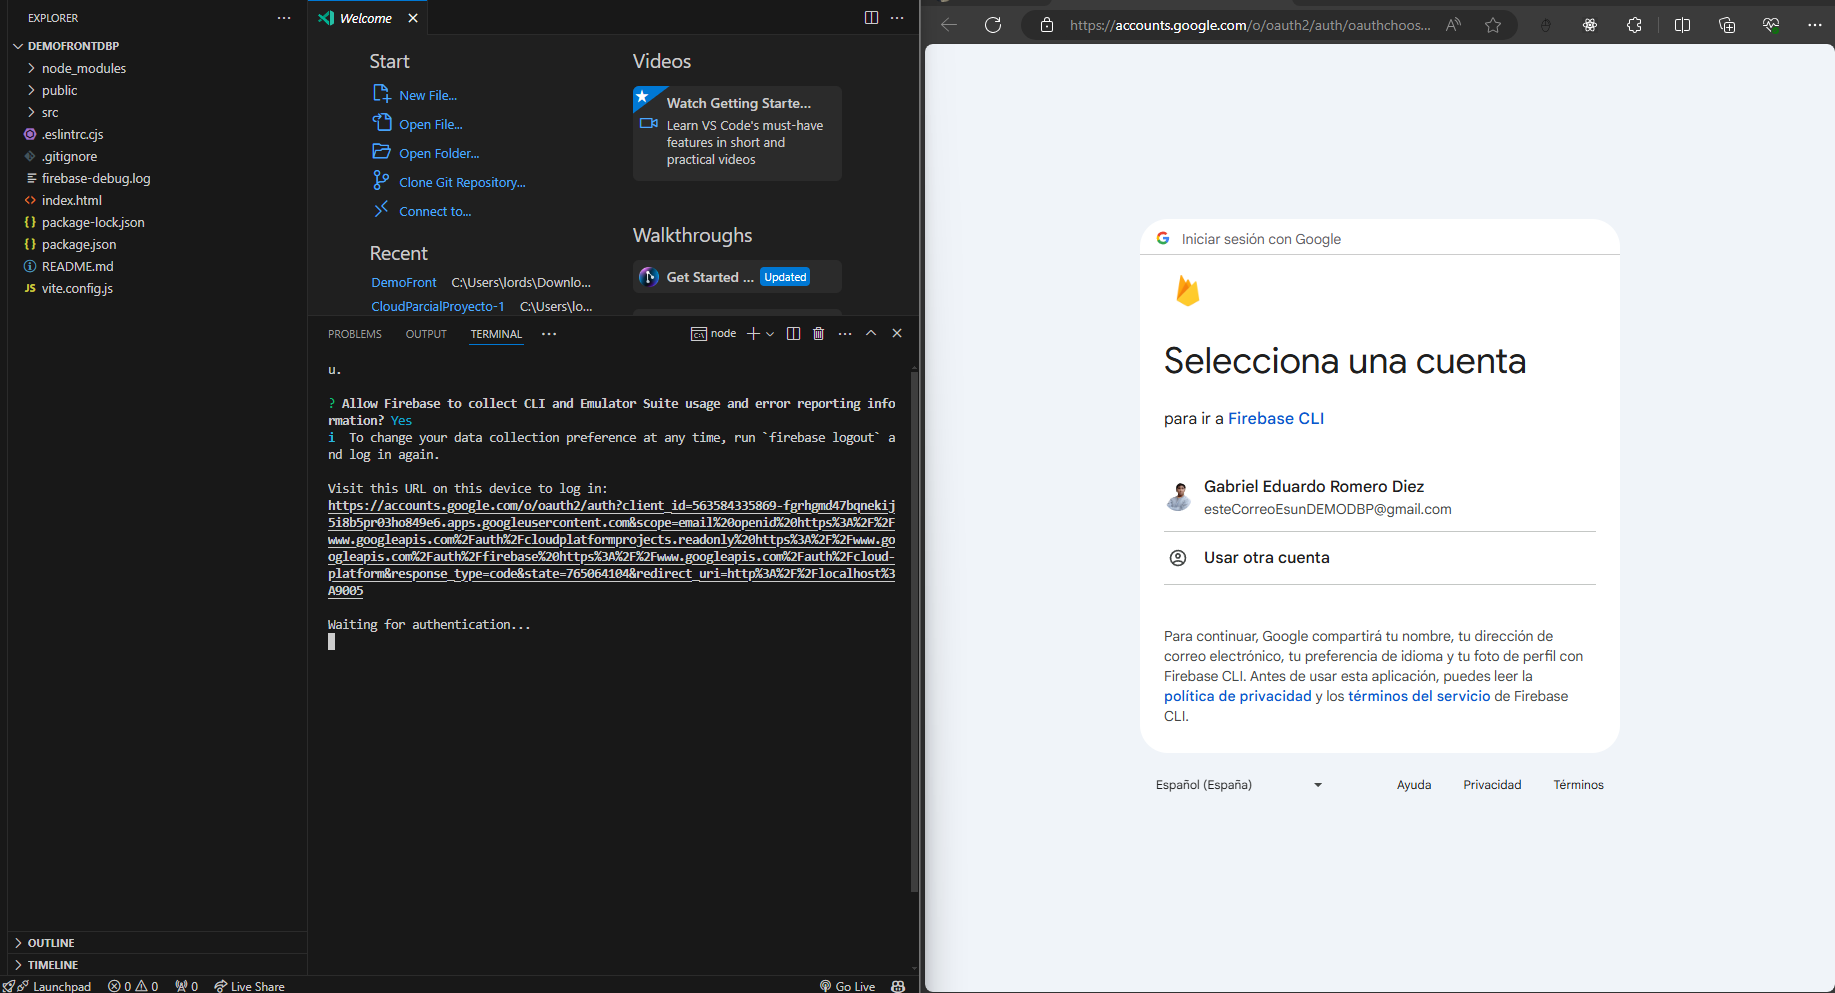 EXPLORER
DEMOFRONTDBP
node_modules
public
src
.eslintrc.cjs
.gitignore
firebase-debug.log
index.html
package-lock.json
package.json
README.md
vite.config.js
OUTLINE
TIMELINE
Launchpad
0 0
0
Live Share
Welcome
Start
New File...
Open File...
Open Folder...
Clone Git Repository...
Connect to...
Recent
DemoFront C:\Users\lords\Downlo...
CloudParcialProyecto-1 C:\Users\lo...
Videos
Watch Getting Starte...
Learn VS Code's must-have
features in short and
practical videos
Walkthroughs
Get Started ... Updated
PROBLEMS OUTPUT TERMINAL
node
u.
? Allow Firebase to collect CLI and Emulator Suite usage and error reporting info
rmation? Yes
i To change your data collection preference at any time, run `firebase logout` a
nd log in again.
Visit this URL on this device to log in:
https://accounts.google.com/o/oauth2/auth?client_id=563584335869-fgrhgmd47bqnekij
5i8b5pr03ho849e6.apps.googleusercontent.com&scope=email%20openid%20https%3A%2F%2F
www.googleapis.com%2Fauth%2Fcloudplatformprojects.readonly%20https%3A%2F%2Fwww.go
ogleapis.com%2Fauth%2Ffirebase%20https%3A%2F%2Fwww.googleapis.com%2Fauth%2Fcloud-
platform&response_type=code&state=765064104&redirect_uri=http%3A%2F%2Flocalhost%3
A9005
Waiting for authentication...
Go Live
https://accounts.google.com/o/oauth2/auth/oauthchoos...
Iniciar sesión con Google
Selecciona una cuenta
para ir a Firebase CLI
Gabriel Eduardo Romero Diez
esteCorreoEsunDEMODBP@gmail.com
Usar otra cuenta
Para continuar, Google compartirá tu nombre, tu dirección de
correo electrónico, tu preferencia de idioma y tu foto de perfil con
Firebase CLI. Antes de usar esta aplicación, puedes leer la
política de privacidad y los términos del servicio de Firebase
CLI.
Español (España)
Ayuda Privacidad Términos